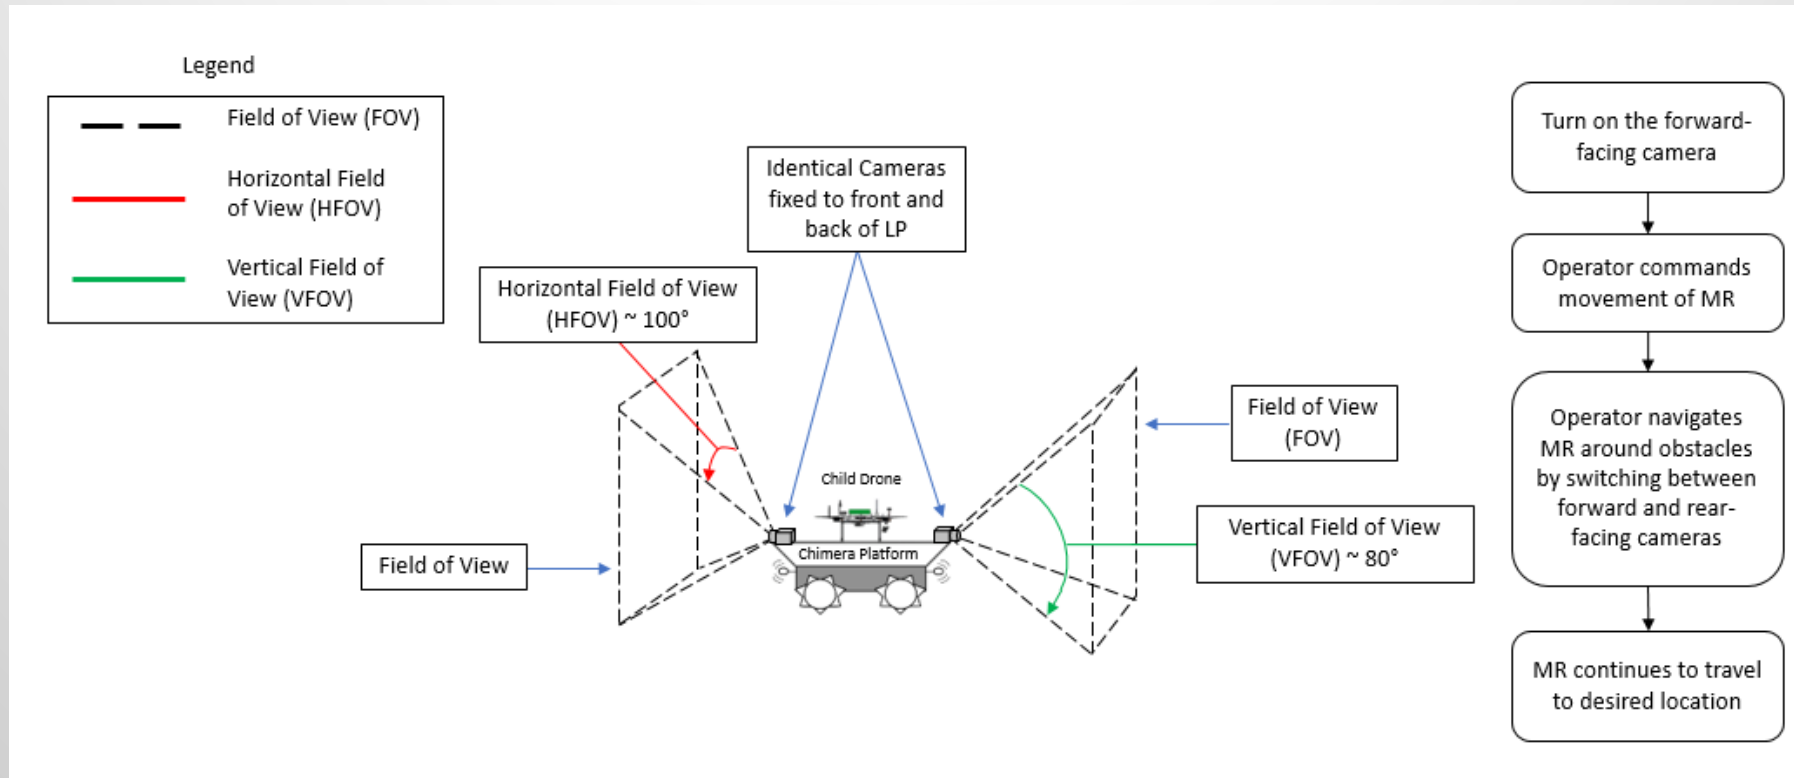 Legend
Field of View (FOV)
Horizontal Field
of View (HFOV)
Vertical Field of
View (VFOV)
Identical Cameras
fixed to front and
back of LP
Horizontal Field of View
(HFOV) ~ 100°
Field of View
Child Drone
Chimera Platform
Field of View
(FOV)
Vertical Field of View
(VFOV) ~ 80°
Turn on the forward-
facing camera
Operator commands
movement of MR
Operator navigates
MR around obstacles
by switching between
forward and rear-
facing cameras
MR continues to travel
to desired location